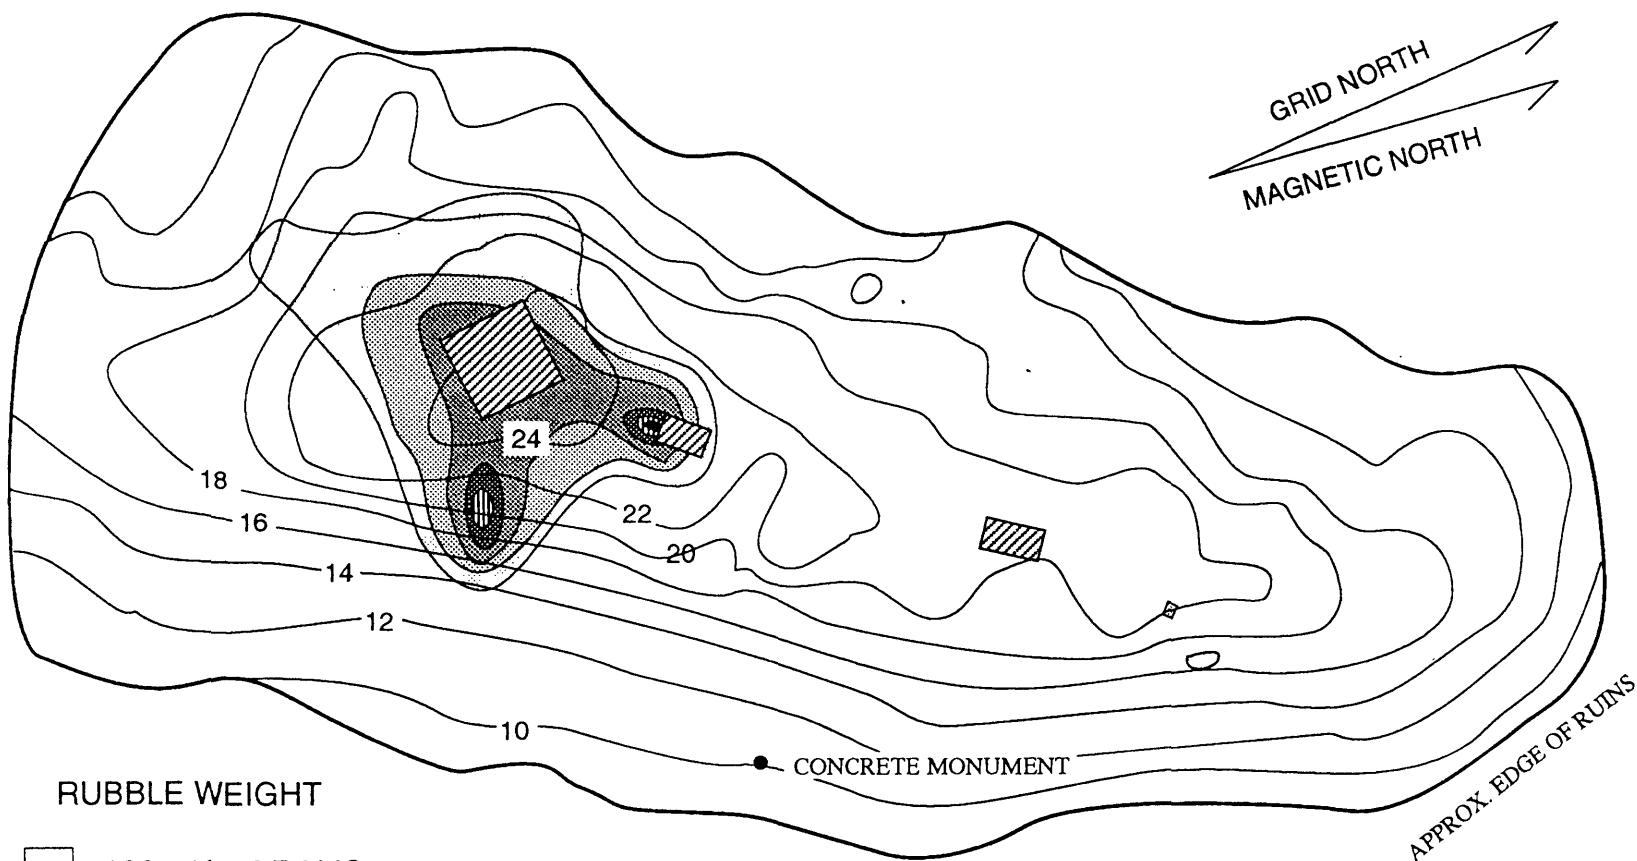 GRID NORTH
MAGNETIC NORTH
24
18
22
16
20
14
12
10
CONCRETE MONUMENT
APPROX. EDGE OF RUINS
RUBBLE WEIGHT